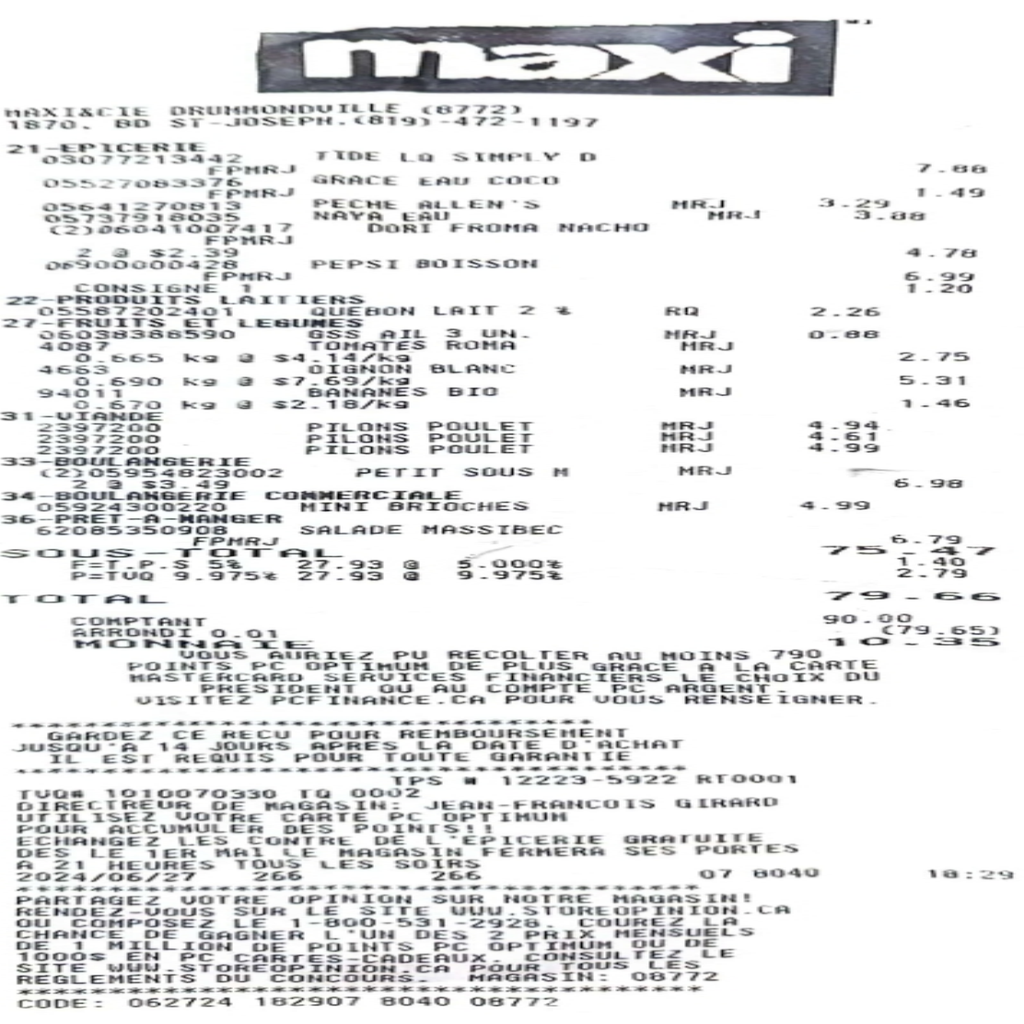 maxi
MAXI&CIE DRUMMONDVILLE (8772)
1870. BD ST-JOSEPH.(819)-472-1197
21-EPICERIE
03077213442 TIDE LQ SIMPLY D
FPMRJ 7.88
05527083376 GRACE EAU COCO
FPMRJ 1.49
05641270813 PECHE ALLEN'S MRJ 3.29
05737918035 NAYA EAU MRJ 3.88
(2)06041007417 DORI FROMA NACHO
FPMRJ
2 @ $2.39 4.78
06900000428 PEPSI BOISSON
FPMRJ 6.99
CONSIGNE 1 1.20
22-PRODUITS LAITIERS
05587202401 QUEBON LAIT 2 % RQ 2.26
27-FRUITS ET LEGUMES
06038388590 GSS AIL 3 UN. MRJ 0.88
4087 TOMATES ROMA MRJ
0.665 kg @ $4.14/kg 2.75
4663 OIGNON BLANC MRJ
0.690 kg @ $7.69/kg 5.31
94011 BANANES BIO MRJ
0.670 kg @ $2.18/kg 1.46
31-VIANDE
2397200 PILONS POULET MRJ 4.94
2397200 PILONS POULET MRJ 4.61
2397200 PILONS POULET MRJ 4.99
33-BOULANGERIE
(2)05954823002 PETIT SOUS M MRJ
2 @ $3.49 6.98
34-BOULANGERIE COMMERCIALE
05924300220 MINI BRIOCHES MRJ 4.99
36-PRET-A-MANGER
62085350908 SALADE MASSIBEC
FPMRJ 6.79
SOUS-TOTAL 75.47
F=T.P.S 5% 27.93 @ 5.000% 1.40
P=TVQ 9.975% 27.93 @ 9.975% 2.79
TOTAL 79.66
COMPTANT 90.00
ARRONDI 0.01 (79.65)
MONNAIE 10.35
VOUS AURIEZ PU RECOLTER AU MOINS 790
POINTS PC OPTIMUM DE PLUS GRACE A LA CARTE
MASTERCARD SERVICES FINANCIERS LE CHOIX DU
PRESIDENT OU AU COMPTE PC ARGENT.
VISITEZ PCFINANCE.CA POUR VOUS RENSEIGNER.
************************************
GARDEZ CE RECU POUR REMBOURSEMENT
JUSQU'A 14 JOURS APRES LA DATE D'ACHAT
IL EST REQUIS POUR TOUTE GARANTIE
******************************************
TPS # 12223-5922 RT0001
TVQ# 1010070330 TQ 0002
DIRECTREUR DE MAGASIN: JEAN-FRANCOIS GIRARD
UTILISEZ VOTRE CARTE PC OPTIMUM
POUR ACCUMULER DES POINTS!!
ECHANGEZ LES CONTRE DE L'EPICERIE GRATUITE
DES LE 1ER MAI LE MAGASIN FERMERA SES PORTES
A 21 HEURES TOUS LES SOIRS
2024/06/27 266 266 07 8040 18:29
******************************************
PARTAGEZ VOTRE OPINION SUR NOTRE MAGASIN!
RENDEZ-VOUS SUR LE SITE WWW.STOREOPINION.CA
OU COMPOSEZ LE 1-800-531-2928. COUREZ LA
CHANCE DE GAGNER L'UN DES 2 PRIX MENSUELS
DE 1 MILLION DE POINTS PC OPTIMUM OU DE
1000$ EN PC CARTES-CADEAUX. CONSULTEZ LE
SITE WWW.STOREOPINION.CA POUR TOUS LES
REGLEMENTS DU CONCOURS. MAGASIN: 08772
******************************************
CODE: 062724 182907 8040 08772